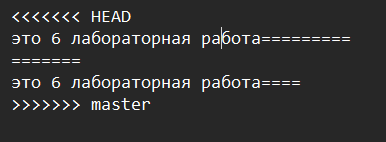 <<<<<<< HEAD
это 6 лабораторная работа=========
=======
это 6 лабораторная работа====
>>>>>>> master